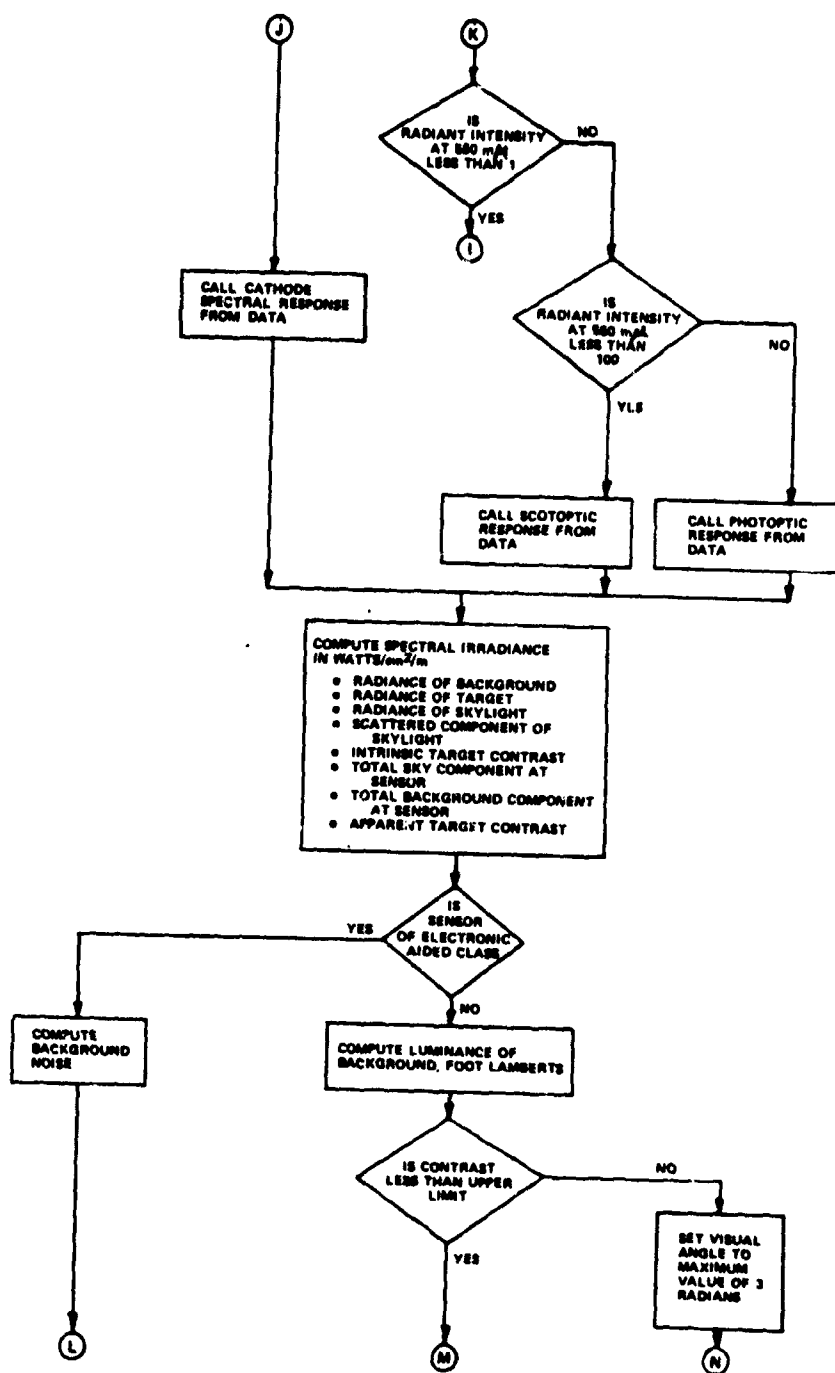 J
K
IS
RADIANT INTENSITY
AT 550 mμ
LESS THAN 1
NO
YES
I
CALL CATHODE
SPECTRAL RESPONSE
FROM DATA
IS
RADIANT INTENSITY
AT mμ
LESS THAN
100
NO
YES
CALL SCOTOPTIC
RESPONSE FROM
DATA
CALL PHOTOPTIC
RESPONSE FROM
DATA
COMPUTE SPECTRAL IRRADIANCE
IN WATTS/cm²/m
• RADIANCE OF BACKGROUND
• RADIANCE OF TARGET
• RADIANCE OF SKYLIGHT
• SCATTERED COMPONENT OF
SKYLIGHT
• INTRINSIC TARGET CONTRAST
• TOTAL SKY COMPONENT AT
SENSOR
• TOTAL BACKGROUND COMPONENT
AT SENSOR
• APPARENT TARGET CONTRAST
IS
SENSOR
OF ELECTRONIC
AIDED CLASS
YES
NO
COMPUTE
BACKGROUND
NOISE
COMPUTE LUMINANCE OF
BACKGROUND, FOOT LAMBERTS
IS CONTRAST
LESS THAN UPPER
LIMIT
NO
YES
SET VISUAL
ANGLE TO
MAXIMUM
VALUE OF 3
RADIANS
L
M
N